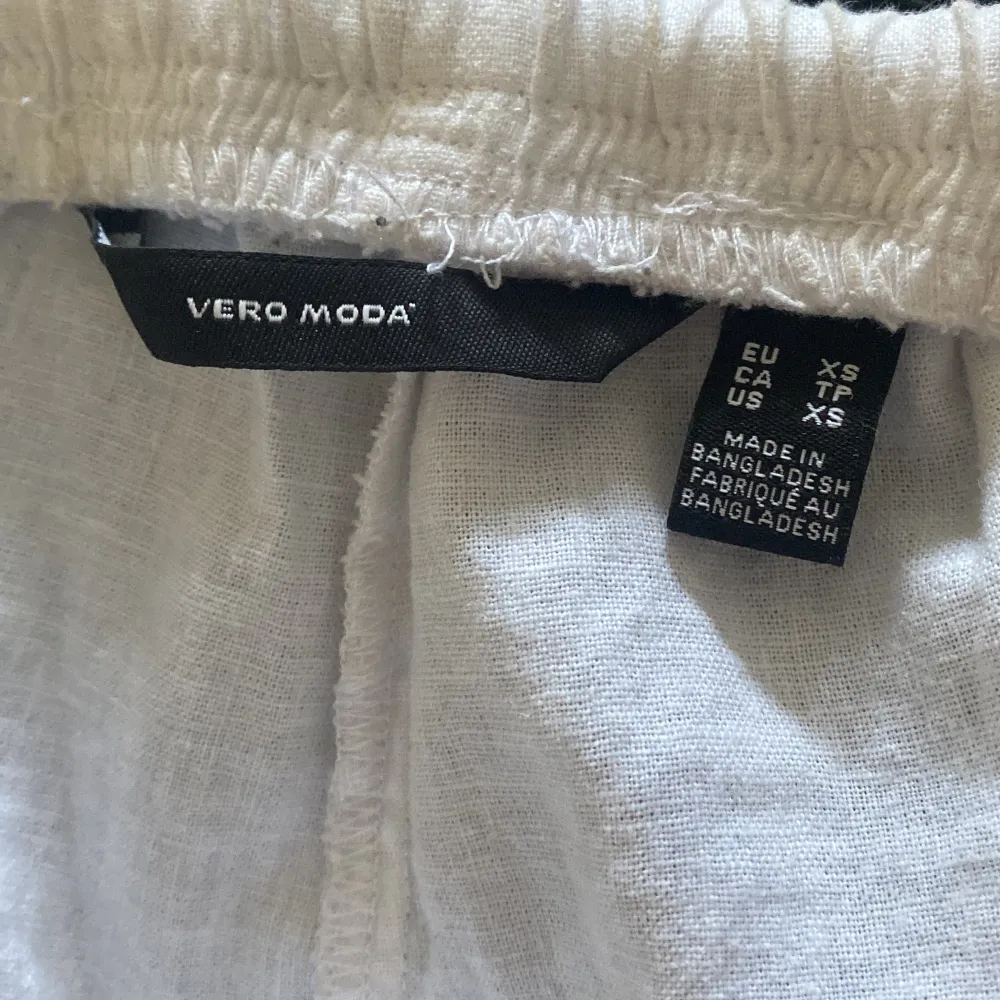 VERO MODA
EU XS
CA TP
US XS
MADE IN
BANGLADESH
FABRIQUÉ AU
BANGLADESH